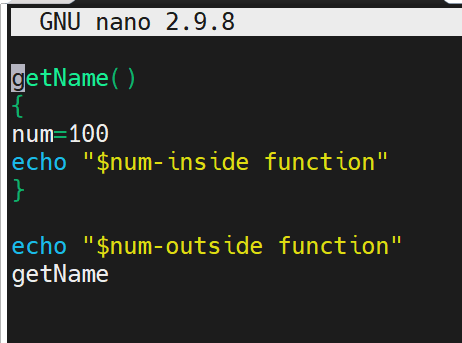 GNU nano 2.9.8
getName()
{
num=100
echo "$num-inside function"
}
echo "$num-outside function"
getName